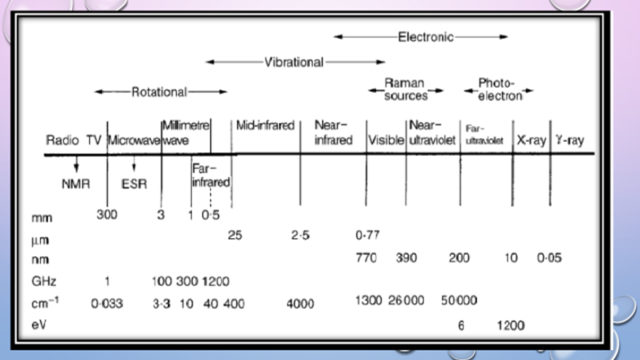 Electronic
Vibrational
Rotational
Raman sources
Photo-electron
Radio TV Microwave Millimetre wave Mid-infrared Near-infrared Visible Near-ultraviolet Far-ultraviolet X-ray γ-ray
NMR ESR Far-infrared
mm 300 3 1 0·5
μm 25 2·5 0·77
nm 770 390 200 10 0·05
GHz 1 100 300 1200
cm⁻¹ 0·033 3·3 10 40 400 4000 1300 26000 50000
eV 6 1200